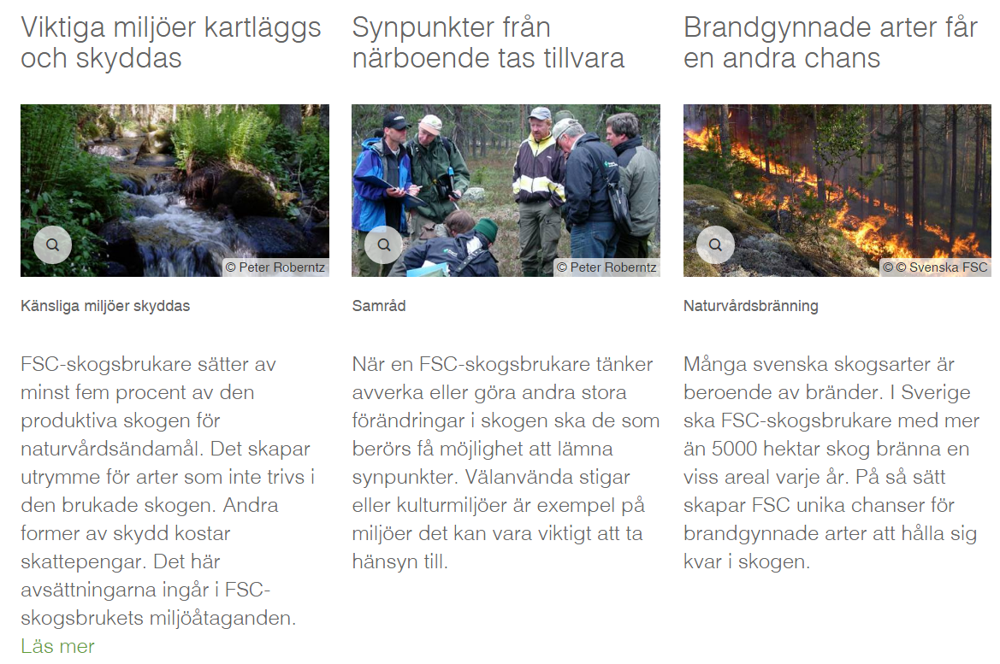 Viktiga miljöer kartläggs
och skyddas
© Peter Roberntz
Känsliga miljöer skyddas
FSC-skogsbrukare sätter av
minst fem procent av den
produktiva skogen för
naturvårdsändamål. Det skapar
utrymme för arter som inte trivs i
den brukade skogen. Andra
former av skydd kostar
skattepengar. Det här
avsättningarna ingår i FSC-
skogsbrukets miljöåtaganden.
Läs mer
Synpunkter från
närboende tas tillvara
© Peter Roberntz
Samråd
När en FSC-skogsbrukare tänker
avverka eller göra andra stora
förändringar i skogen ska de som
berörs få möjlighet att lämna
synpunkter. Välanvända stigar
eller kulturmiljöer är exempel på
miljöer det kan vara viktigt att ta
hänsyn till.
Brandgynnade arter får
en andra chans
© © Svenska FSC
Naturvårdsbränning
Många svenska skogsarter är
beroende av bränder. I Sverige
ska FSC-skogsbrukare med mer
än 5000 hektar skog bränna en
viss areal varje år. På så sätt
skapar FSC unika chanser för
brandgynnade arter att hålla sig
kvar i skogen.